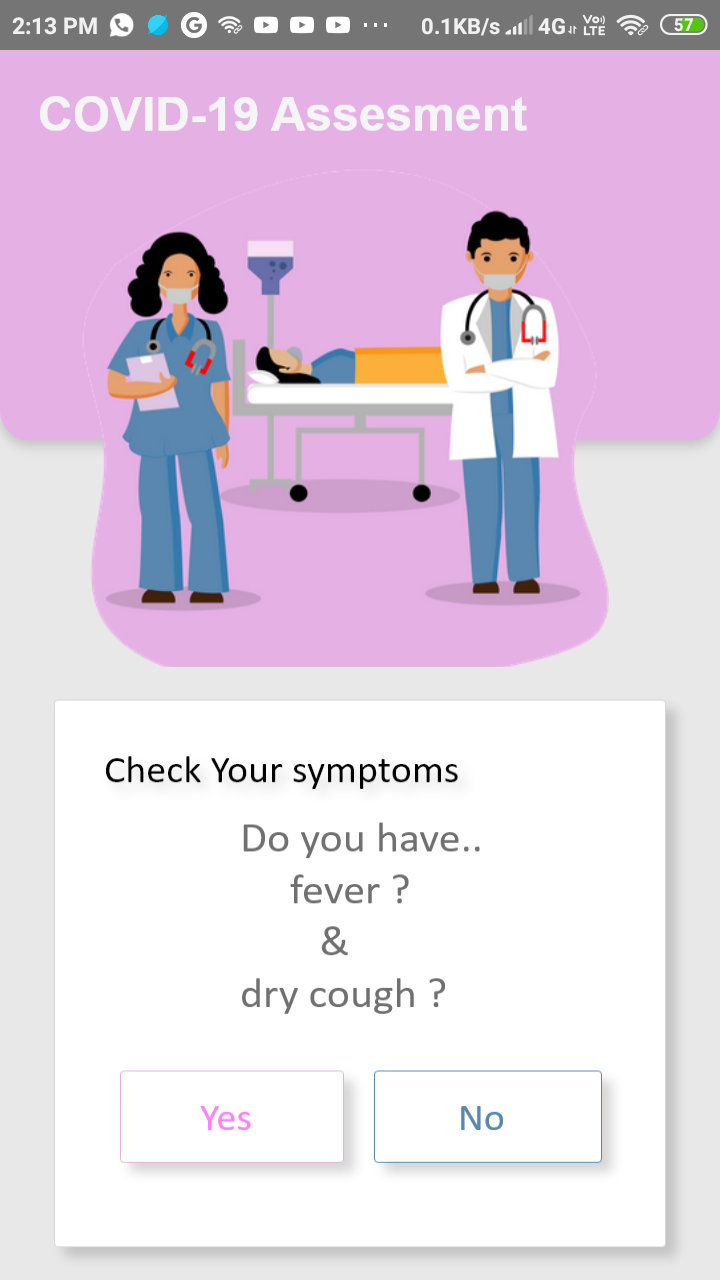 2:13 PM 0.1KB/s 4G Vo) LTE 57
COVID-19 Assesment
Check Your symptoms
Do you have..
fever ?
&
dry cough ?
Yes No